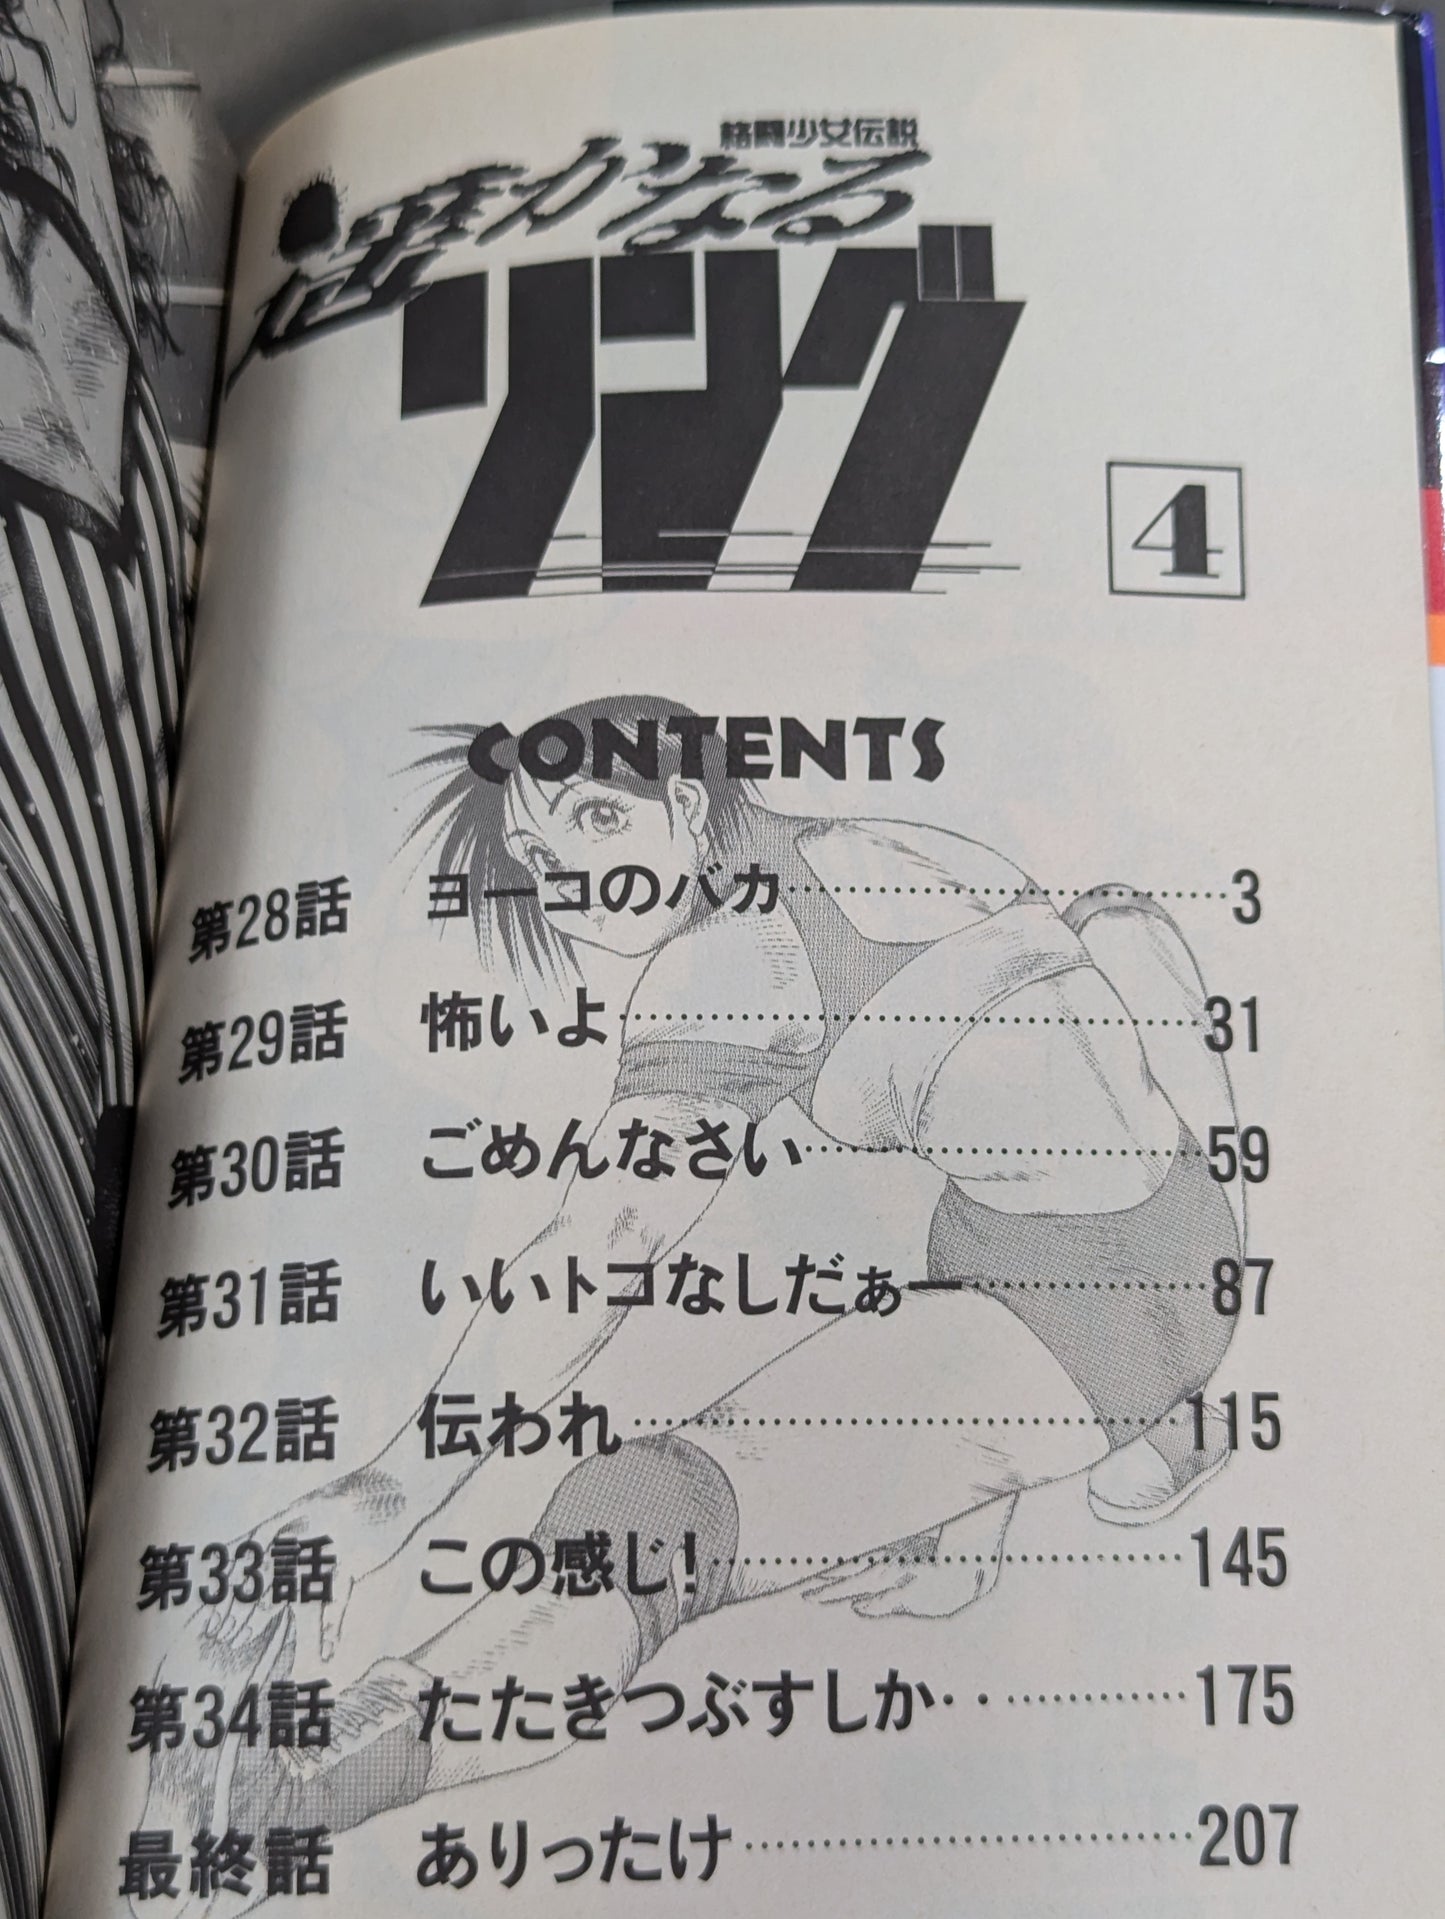 格闘少女伝説
遥かなる
リング
4
CONTENTS
第28話 ヨーコのバカ 3
第29話 怖いよ 31
第30話 ごめんなさい 59
第31話 いいトコなしだぁー 87
第32話 伝われ 115
第33話 この感じ! 145
第34話 たたきつぶすしか‥ 175
最終話 ありったけ 207